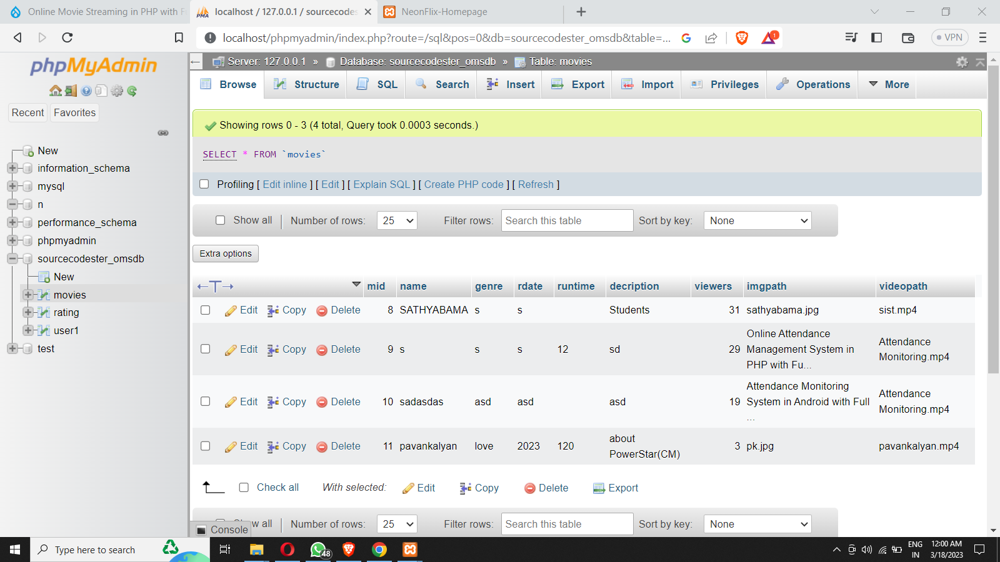 Online Movie Streaming in PHP with F
localhost / 127.0.0.1 / sourcecodes
NeonFlix-Homepage
localhost/phpmyadmin/index.php?route=/sql&pos=0&db=sourcecodester_omsdb&table=...
1
VPN
phpMyAdmin
Recent
Favorites
New
information_schema
mysql
n
performance_schema
phpmyadmin
sourcecodester_omsdb
New
movies
rating
user1
test
Server: 127.0.0.1 » Database: sourcecodester_omsdb » Table: movies
Browse Structure SQL Search Insert Export Import Privileges Operations More
Showing rows 0 - 3 (4 total, Query took 0.0003 seconds.)
SELECT * FROM `movies`
Profiling [ Edit inline ] [ Edit ] [ Explain SQL ] [ Create PHP code ] [ Refresh ]
Show all Number of rows: 25 Filter rows: Search this table Sort by key: None
Extra options
mid name genre rdate runtime decription viewers imgpath videopath
Edit Copy Delete 8 SATHYABAMA s s Students 31 sathyabama.jpg sist.mp4
Edit Copy Delete 9 s s s 12 sd 29 Online Attendance
Management System in
PHP with Fu...
Attendance
Monitoring.mp4
Edit Copy Delete 10 sadasdas asd asd asd 19 Attendance Monitoring
System in Android with Full
...
Attendance
Monitoring.mp4
Edit Copy Delete 11 pavankalyan love 2023 120 about
PowerStar(CM)
3 pk.jpg pavankalyan.mp4
Check all With selected: Edit Copy Delete Export
Show all Number of rows: 25 Filter rows: Search this table Sort by key: None
Console
Type here to search
48
ENG
IN
12:00 AM
3/18/2023